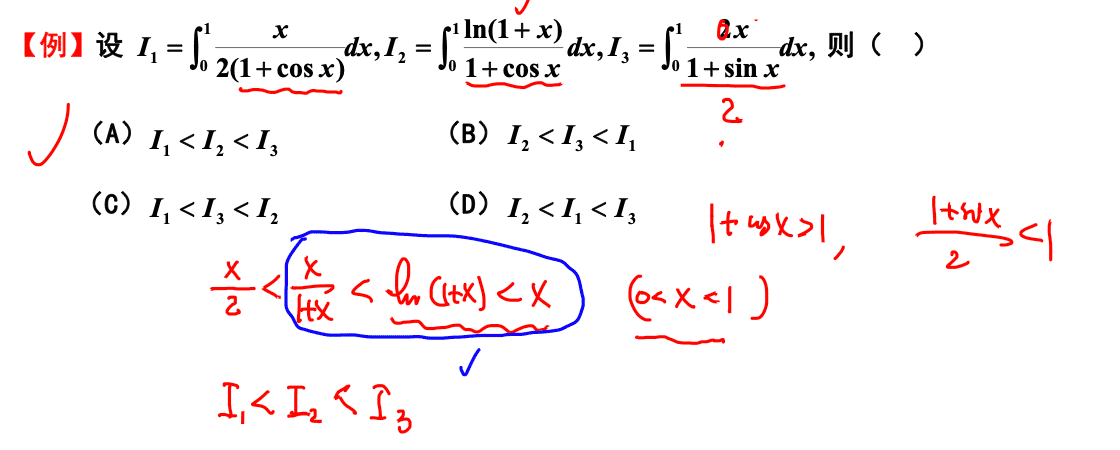 【例】设 I₁ = ∫₀¹ x/(2(1+cos x)) dx, I₂ = ∫₀¹ ln(1+x)/(1+cos x) dx, I₃ = ∫₀¹ 2x/(1+sin x) dx, 则（ ）
2
(A) I₁ < I₂ < I₃ (B) I₂ < I₃ < I₁
(C) I₁ < I₃ < I₂ (D) I₂ < I₁ < I₃
1+cosx>1, (1+sinx)/2 <1
x/2 < x/(1+x) < ln(1+x) < x (0<x<1)
I₁ < I₂ < I₃